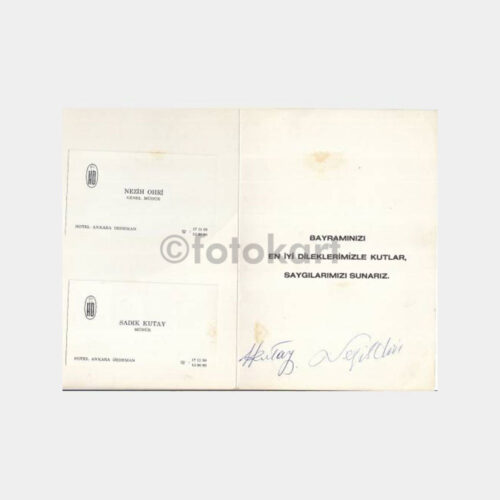 NEZİH OHRİ
GENEL MÜDÜR
HOTEL ANKARA DEDEMAN
SADIK KUTAY
MÜDÜR
HOTEL ANKARA DEDEMAN
BAYRAMINIZI
EN İYİ DİLEKLERİMİZLE KUTLAR,
SAYGILARIMIZI SUNARIZ.
©fotokart